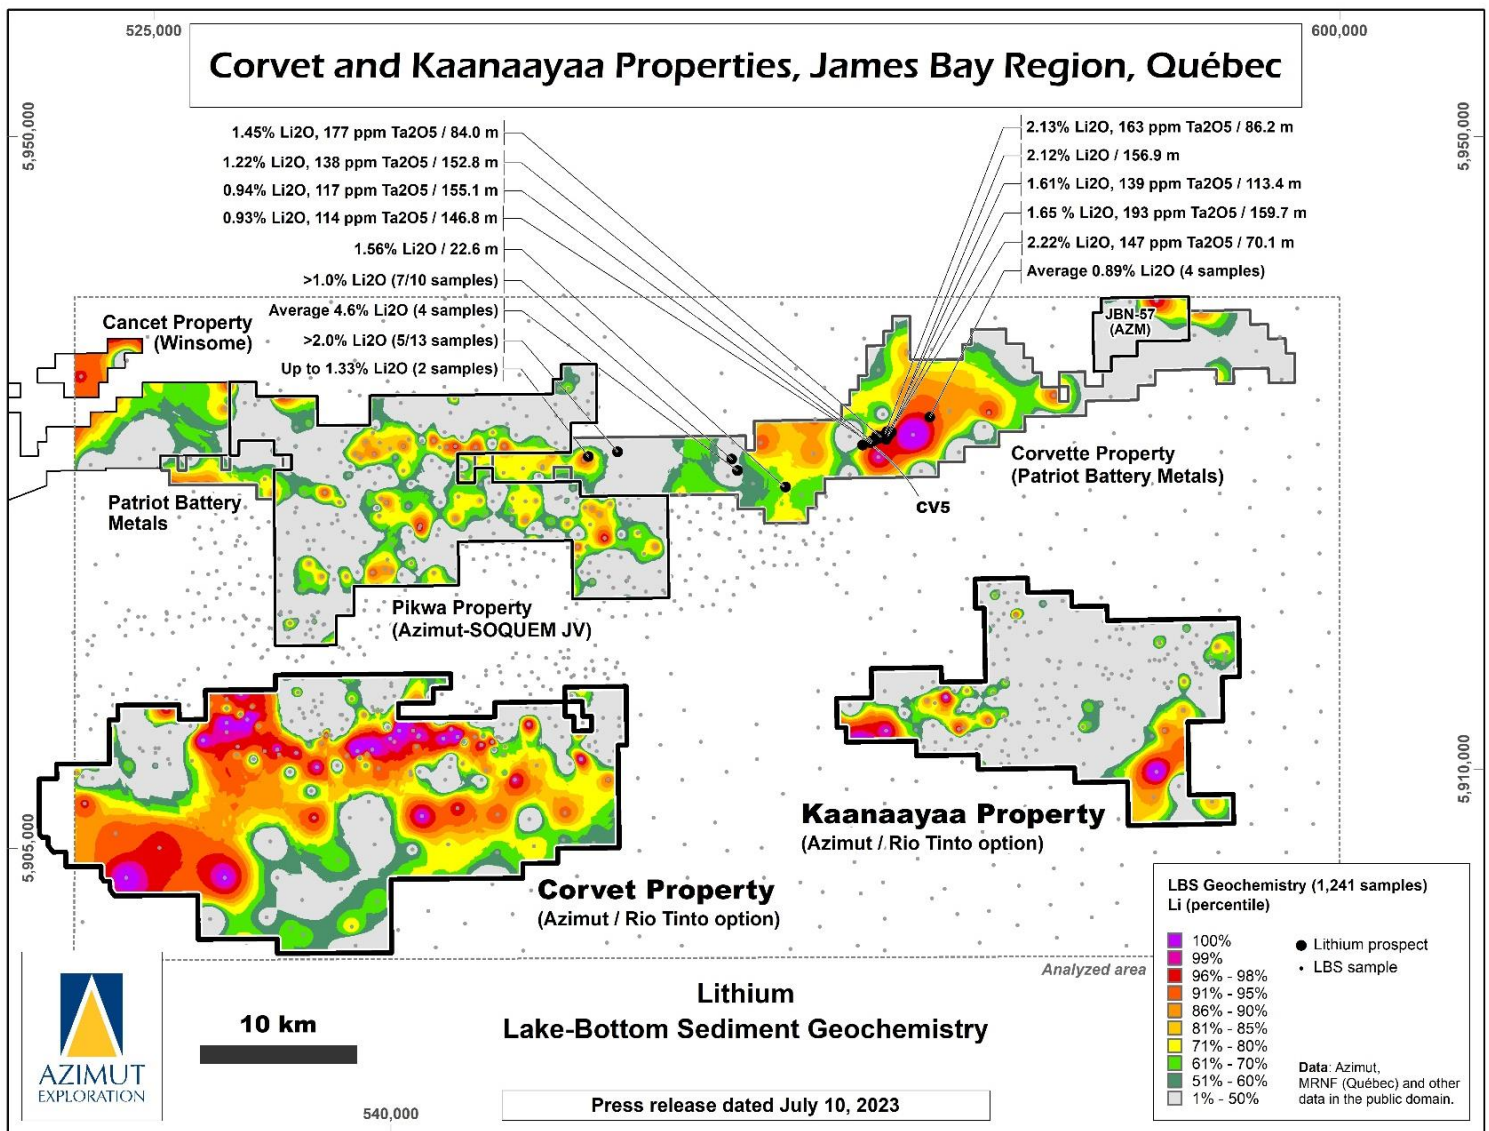 525,000
600,000
Corvet and Kaanaayaa Properties, James Bay Region, Québec
5,950,000
5,950,000
1.45% Li2O, 177 ppm Ta2O5 / 84.0 m
1.22% Li2O, 138 ppm Ta2O5 / 152.8 m
0.94% Li2O, 117 ppm Ta2O5 / 155.1 m
0.93% Li2O, 114 ppm Ta2O5 / 146.8 m
1.56% Li2O / 22.6 m
>1.0% Li2O (7/10 samples)
Average 4.6% Li2O (4 samples)
>2.0% Li2O (5/13 samples)
Up to 1.33% Li2O (2 samples)
2.13% Li2O, 163 ppm Ta2O5 / 86.2 m
2.12% Li2O / 156.9 m
1.61% Li2O, 139 ppm Ta2O5 / 113.4 m
1.65 % Li2O, 193 ppm Ta2O5 / 159.7 m
2.22% Li2O, 147 ppm Ta2O5 / 70.1 m
Average 0.89% Li2O (4 samples)
Cancet Property
(Winsome)
JBN-57
(AZM)
Corvette Property
(Patriot Battery Metals)
CV5
Patriot Battery
Metals
Pikwa Property
(Azimut-SOQUEM JV)
5,910,000
5,905,000
Kaanaayaa Property
(Azimut / Rio Tinto option)
Corvet Property
(Azimut / Rio Tinto option)
Analyzed area
LBS Geochemistry (1,241 samples)
Li (percentile)
100%
99%
96% - 98%
91% - 95%
86% - 90%
81% - 85%
71% - 80%
61% - 70%
51% - 60%
1% - 50%
Lithium prospect
LBS sample
Data: Azimut,
MRNF (Québec) and other
data in the public domain.
Lithium
Lake-Bottom Sediment Geochemistry
10 km
AZIMUT
EXPLORATION
540,000
Press release dated July 10, 2023